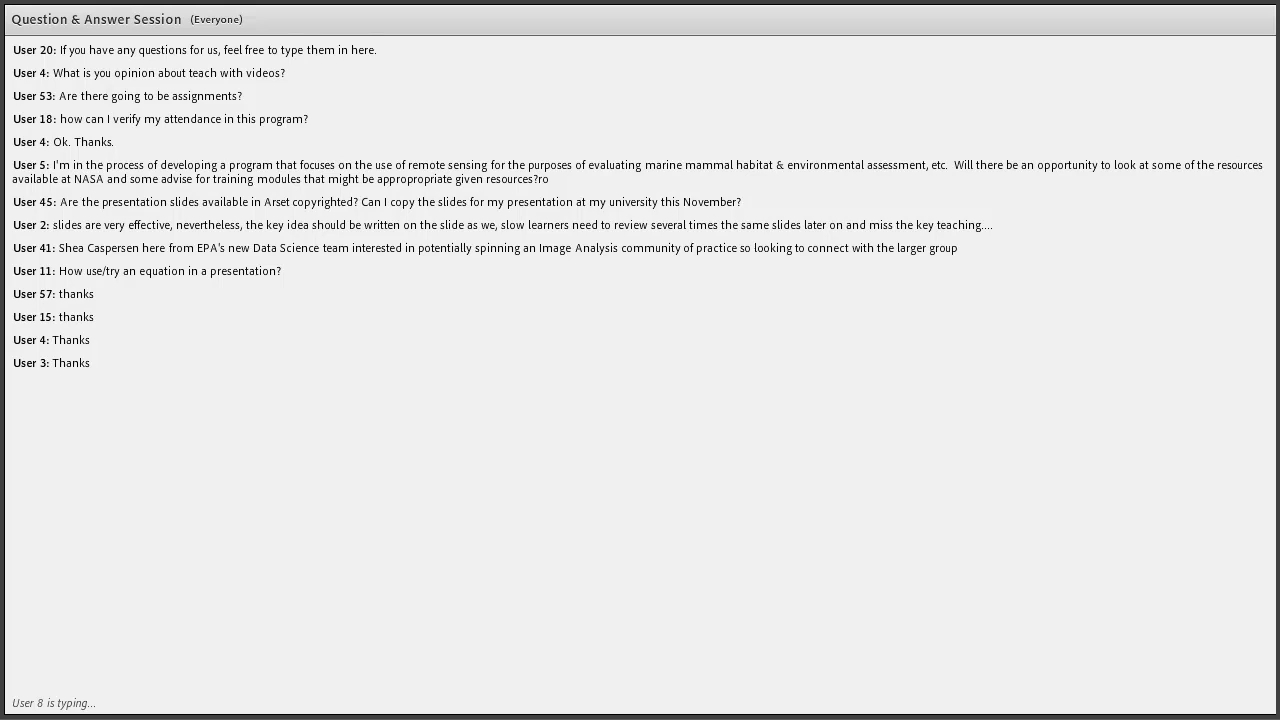 Question & Answer Session (Everyone)
User 20: If you have any questions for us, feel free to type them in here.
User 4: What is you opinion about teach with videos?
User 53: Are there going to be assignments?
User 18: how can I verify my attendance in this program?
User 4: Ok. Thanks.
User 5: I'm in the process of developing a program that focuses on the use of remote sensing for the purposes of evaluating marine mammal habitat & environmental assessment, etc.  Will there be an opportunity to look at some of the resources
available at NASA and some advise for training modules that might be appropropriate given resources?ro
User 45: Are the presentation slides available in Arset copyrighted? Can I copy the slides for my presentation at my university this November?
User 2: slides are very effective, nevertheless, the key idea should be written on the slide as we, slow learners need to review several times the same slides later on and miss the key teaching....
User 41: Shea Caspersen here from EPA's new Data Science team interested in potentially spinning an Image Analysis community of practice so looking to connect with the larger group
User 11: How use/try an equation in a presentation?
User 57: thanks
User 15: thanks
User 4: Thanks
User 3: Thanks
User 8 is typing...